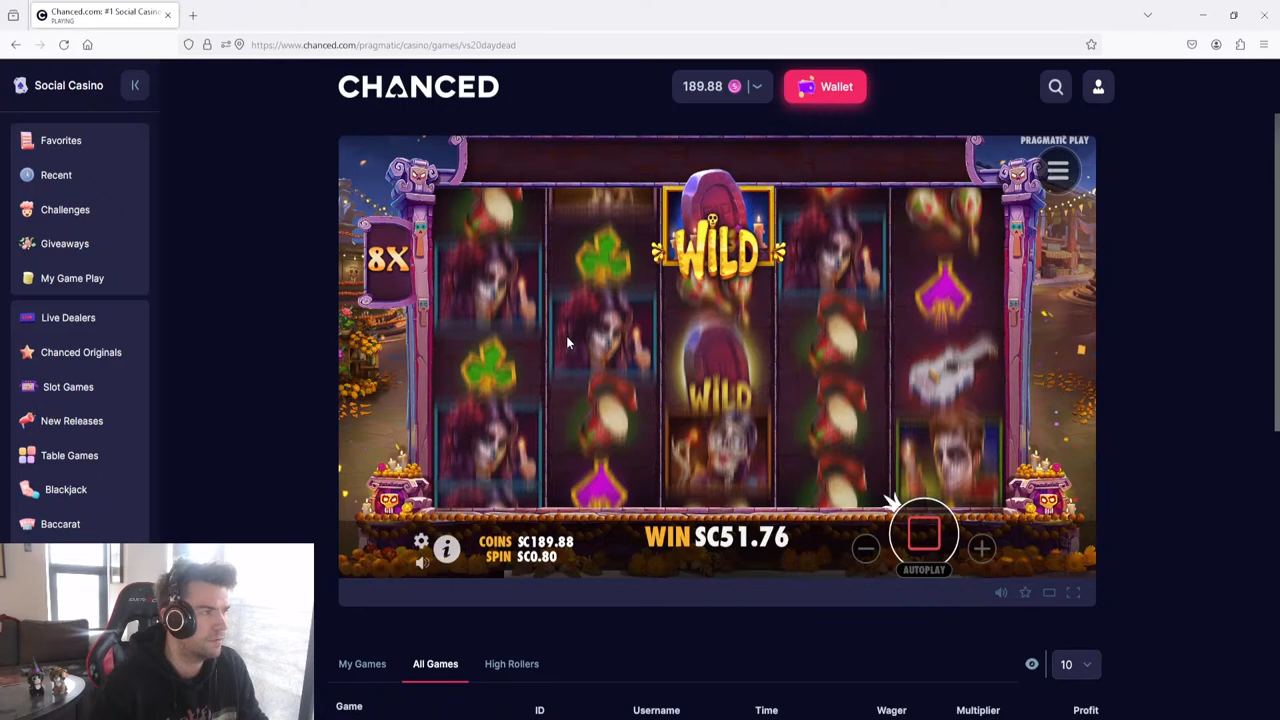 Chanced.com: #1 Social Casino
PLAYING
https://www.chanced.com/pragmatic/casino/games/vs20daydead
Social Casino
CHANCED
189.88
Wallet
Favorites
Recent
Challenges
Giveaways
My Game Play
Live Dealers
Chanced Originals
Slot Games
New Releases
Table Games
Blackjack
Baccarat
PRAGMATIC PLAY
8X
WILD
WILD
COINS SC189.88
SPIN SC0.80
WIN SC51.76
AUTOPLAY
My Games
All Games
High Rollers
10
Game
ID
Username
Time
Wager
Multiplier
Profit